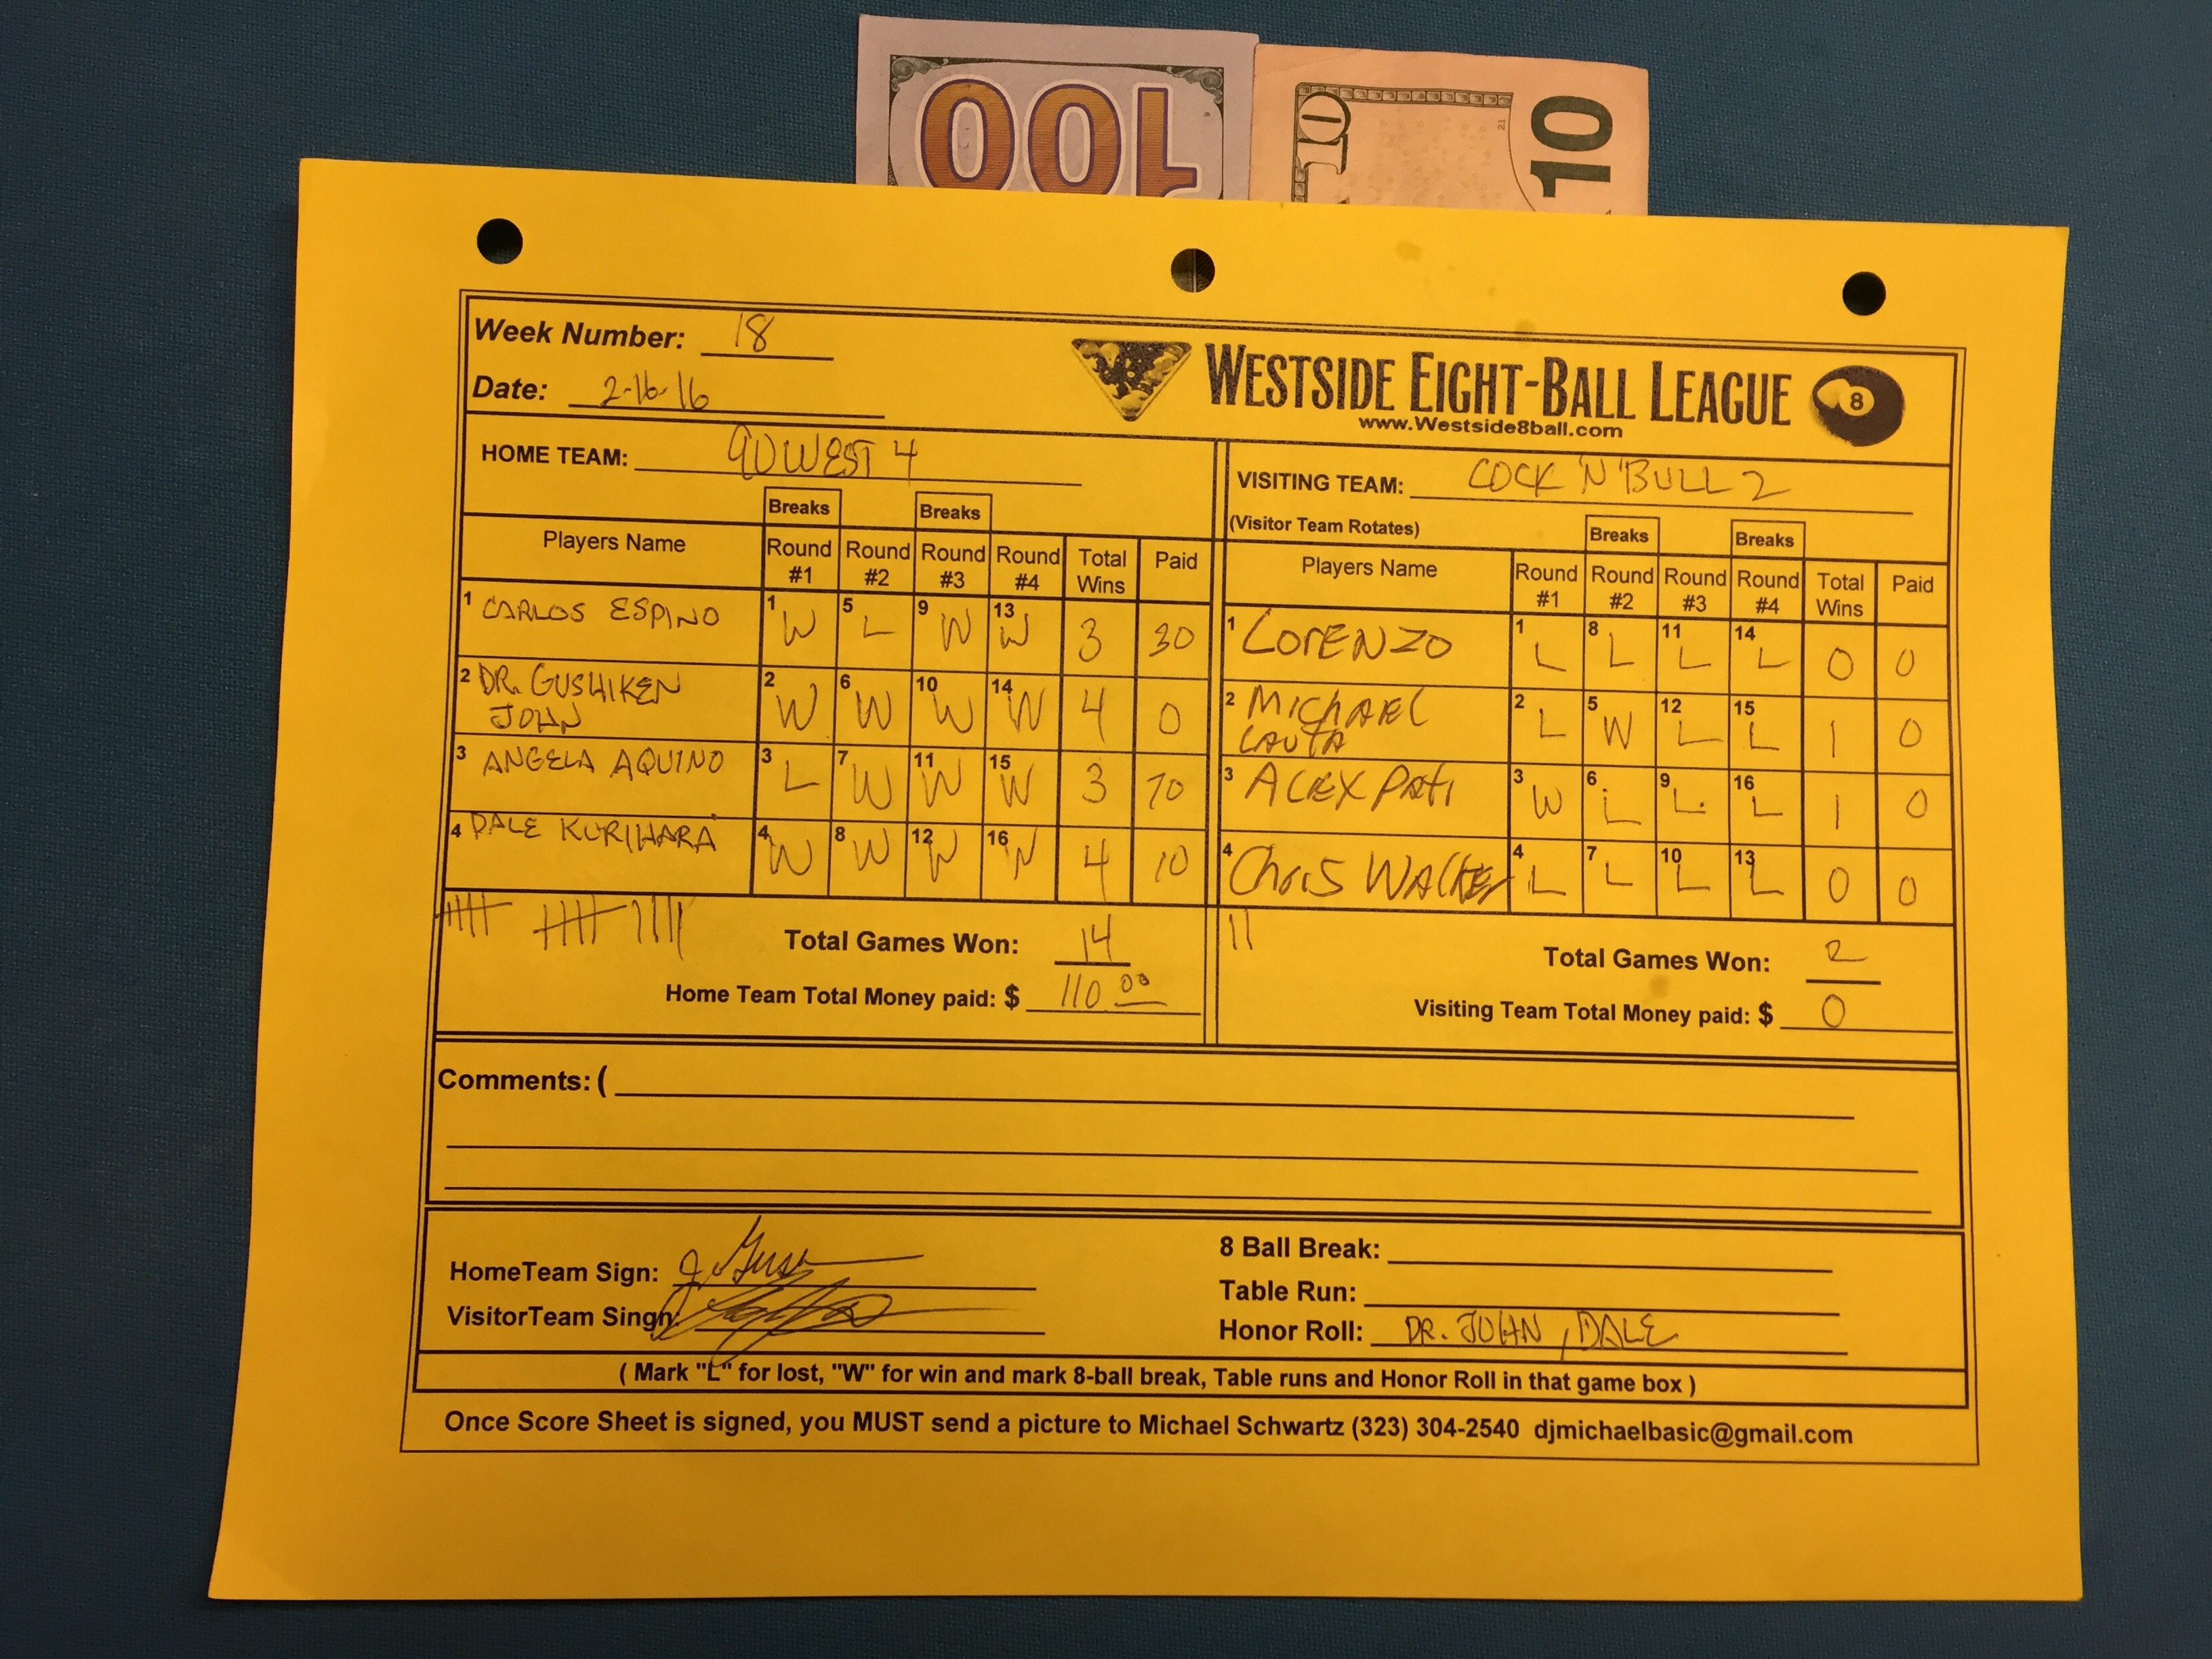 100 10 10
Week Number: 18
Date: 2-16-16
WESTSIDE EIGHT-BALL LEAGUE 8
www.Westside8ball.com
HOME TEAM: 90 WEST 4
VISITING TEAM: COCK 'N' BULL 2
(Visitor Team Rotates)
Breaks Breaks
Players Name Round #1 Round #2 Round #3 Round #4 Total Wins Paid
1 CARLOS ESPINO 1 W 5 L 9 W 13 W 3 30
2 DR. GUSHIKEN JOHN 2 W 6 W 10 W 14 W 4 0
3 ANGELA AQUINO 3 L 7 W 11 W 15 W 3 70
4 DALE KURIHARA 4 W 8 W 12 W 16 W 4 10
Total Games Won: 14
Home Team Total Money paid: $ 110.00
Breaks Breaks
Players Name Round #1 Round #2 Round #3 Round #4 Total Wins Paid
1 LORENZO 1 L 8 L 11 L 14 L 0 0
2 MICHAEL 2 L 5 W 12 L 15 L 1 0
3 ALEX PATI 3 W 6 L 9 L 16 L 1 0
4 Chris Walker 4 L 7 L 10 L 13 L 0 0
Total Games Won: 2
Visiting Team Total Money paid: $ 0
Comments: (
HomeTeam Sign:
VisitorTeam Singn:
8 Ball Break:
Table Run:
Honor Roll: DR. JOHN, DALE
( Mark "L" for lost, "W" for win and mark 8-ball break, Table runs and Honor Roll in that game box )
Once Score Sheet is signed, you MUST send a picture to Michael Schwartz (323) 304-2540 djmichaelbasic@gmail.com